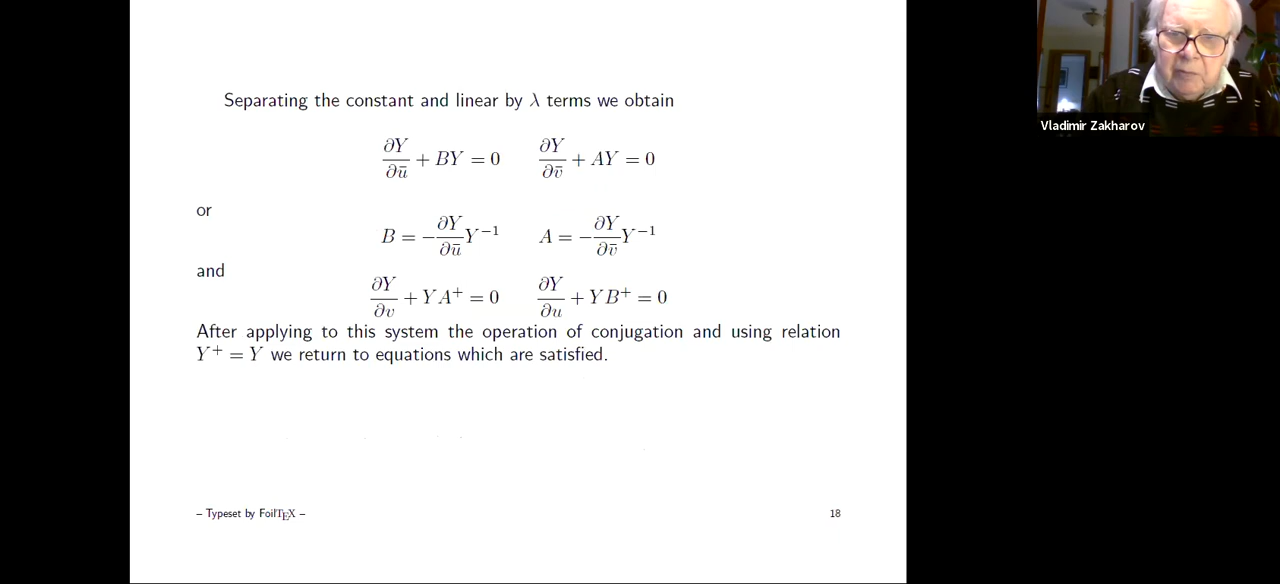 Separating the constant and linear by λ terms we obtain
∂Y/∂ū + BY = 0    ∂Y/∂v̄ + AY = 0
or
B = −∂Y/∂ū Y⁻¹    A = −∂Y/∂v̄ Y⁻¹
and
∂Y/∂v + Y A⁺ = 0    ∂Y/∂u + Y B⁺ = 0
After applying to this system the operation of conjugation and using relation
Y⁺ = Y we return to equations which are satisfied.
– Typeset by FoilTEX –
18
Vladimir Zakharov